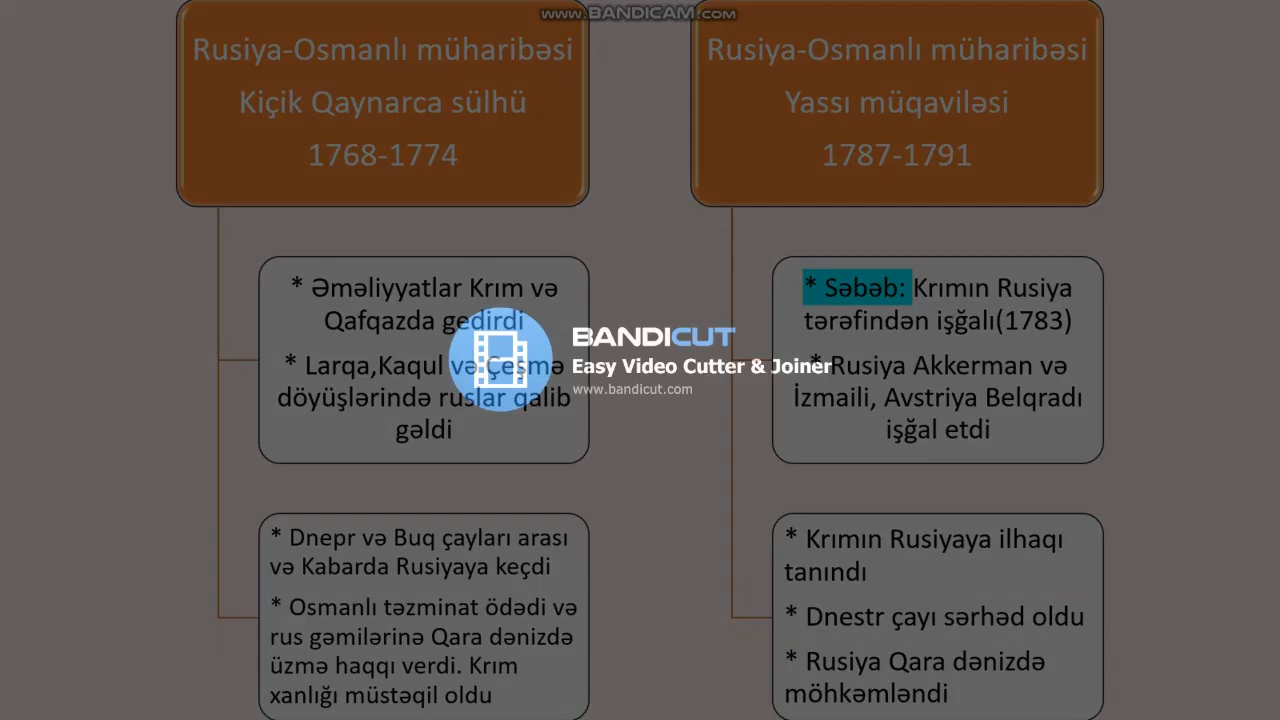 www.BANDICAM.com
Rusiya-Osmanlı müharibəsi
Kiçik Qaynarca sülhü
1768-1774
* Əməliyyatlar Krım və
Qafqazda gedirdi
* Larqa,Kaqul və Çeşmə
döyüşlərində ruslar qalib
gəldi
* Dnepr və Buq çayları arası
və Kabarda Rusiyaya keçdi
* Osmanlı təzminat ödədi və
rus gəmilərinə Qara dənizdə
üzmə haqqı verdi. Krım
xanlığı müstəqil oldu
Rusiya-Osmanlı müharibəsi
Yassı müqaviləsi
1787-1791
* Səbəb: Krımın Rusiya
tərəfindən işğalı(1783)
* Rusiya Akkerman və
İzmaili, Avstriya Belqradı
işğal etdi
* Krımın Rusiyaya ilhaqı
tanındı
* Dnestr çayı sərhəd oldu
* Rusiya Qara dənizdə
möhkəmləndi
BANDICUT
Easy Video Cutter & Joiner
www.bandicut.com